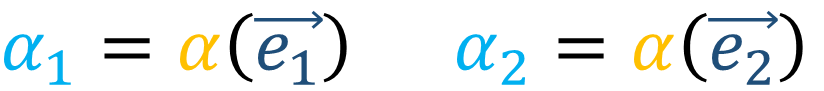 α₁ = α(e₁⃗) α₂ = α(e₂⃗)